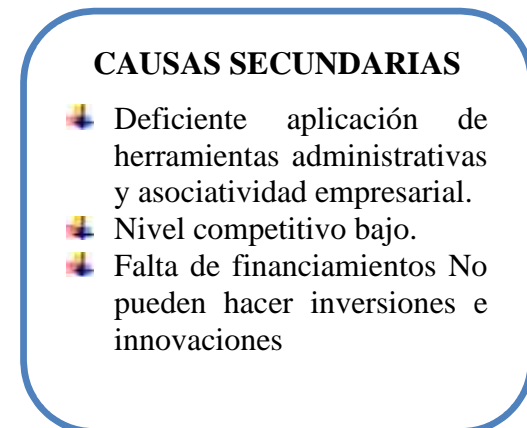 CAUSAS SECUNDARIAS
Deficiente aplicación de
herramientas administrativas
y asociatividad empresarial.
Nivel competitivo bajo.
Falta de financiamientos No
pueden hacer inversiones e
innovaciones